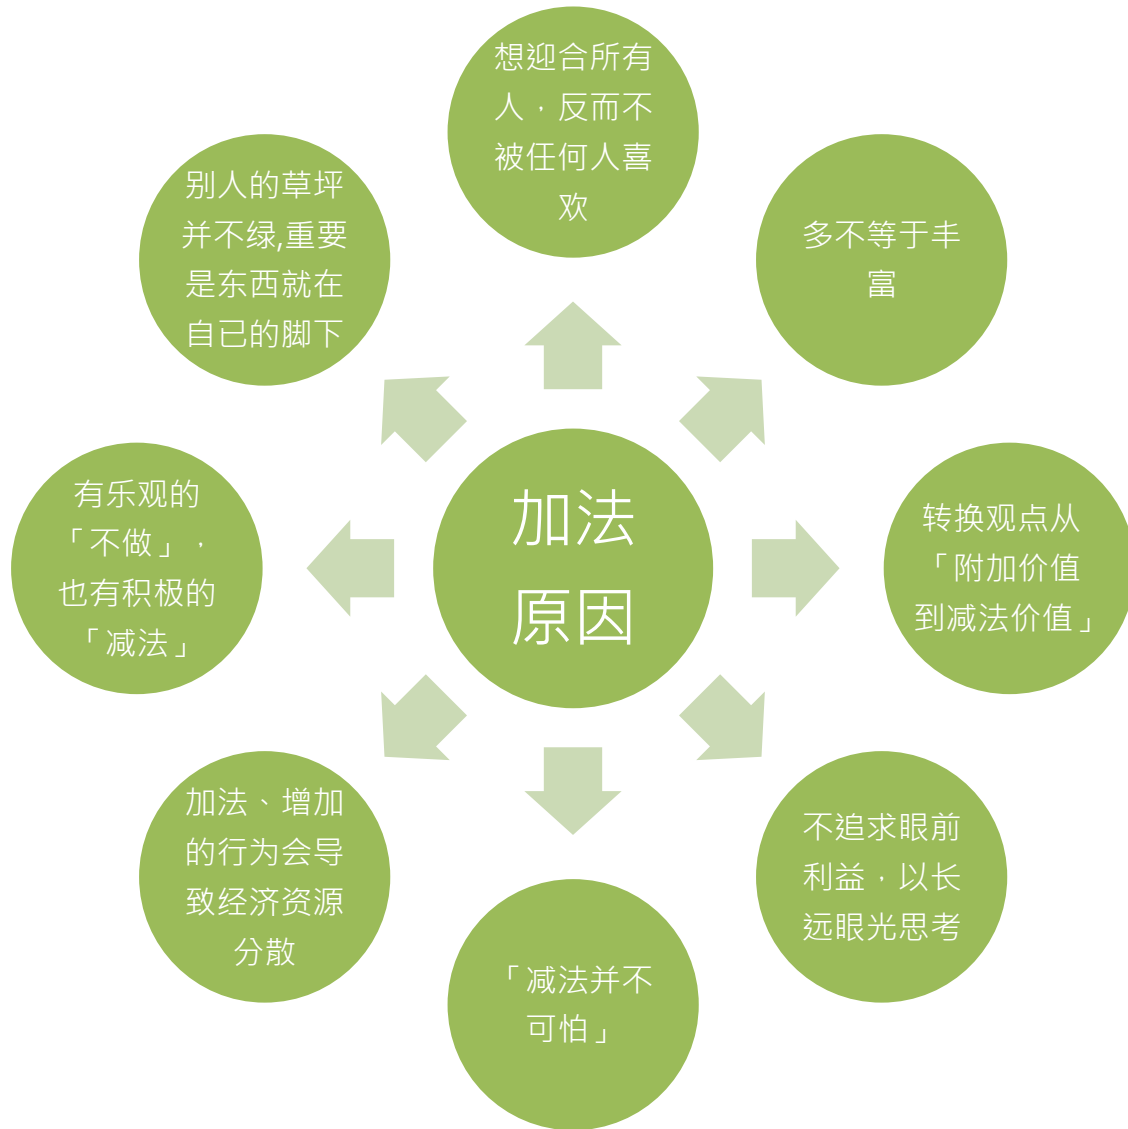 想迎合所有
人，反而不
被任何人喜
欢
别人的草坪
并不绿,重要
是东西就在
自已的脚下
多不等于丰
富
有乐观的
「不做」，
也有积极的
「减法」
加法
原因
转换观点从
「附加价值
到减法价值」
加法、增加
的行为会导
致经济资源
分散
不追求眼前
利益，以长
远眼光思考
「减法并不
可怕」